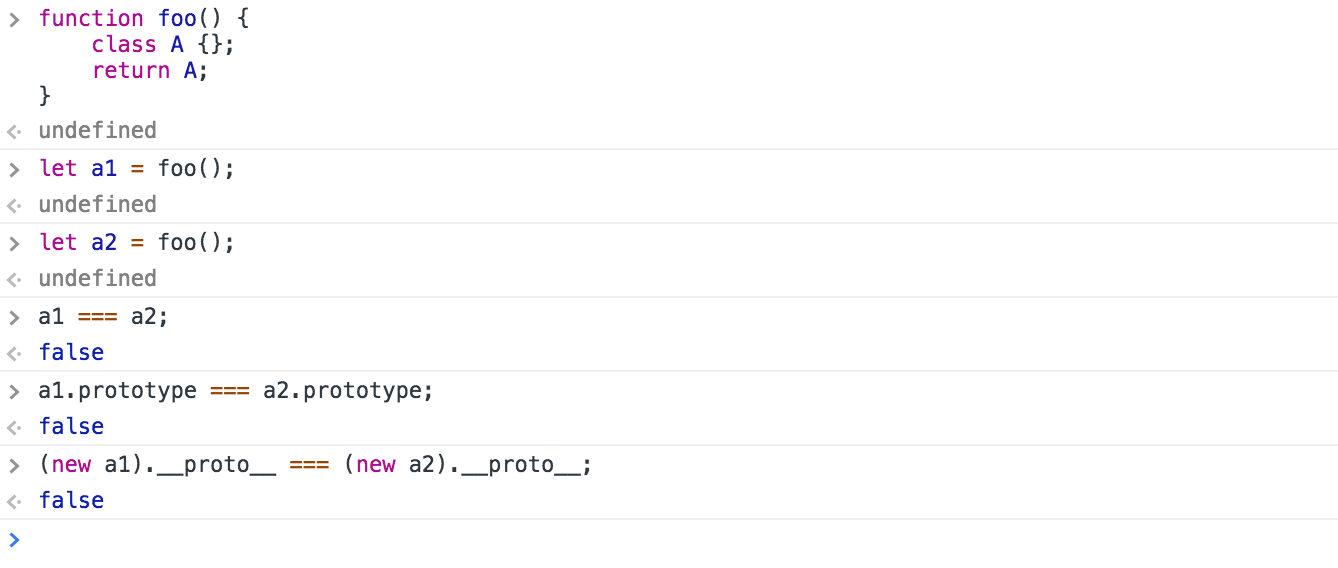 > function foo() {
    class A {};
    return A;
}
<· undefined
> let a1 = foo();
<· undefined
> let a2 = foo();
<· undefined
> a1 === a2;
<· false
> a1.prototype === a2.prototype;
<· false
> (new a1).__proto__ === (new a2).__proto__;
<· false
>